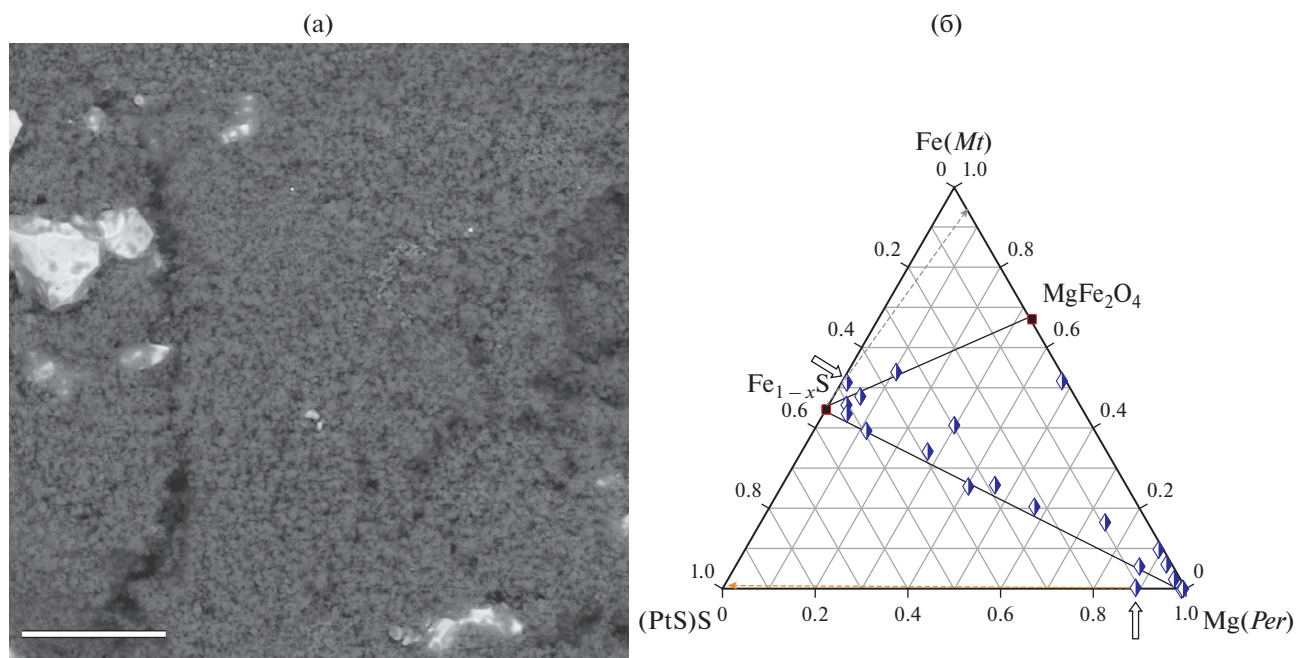 (а)
(б)
Fe(Mt)
0 1.0
0.2 0.8
MgFe2O4
0.4 0.6
Fe1 – xS
0.6 0.4
0.8 0.2
1.0 0
(PtS)S 0 0.2 0.4 0.6 0.8 1.0 Mg(Per)